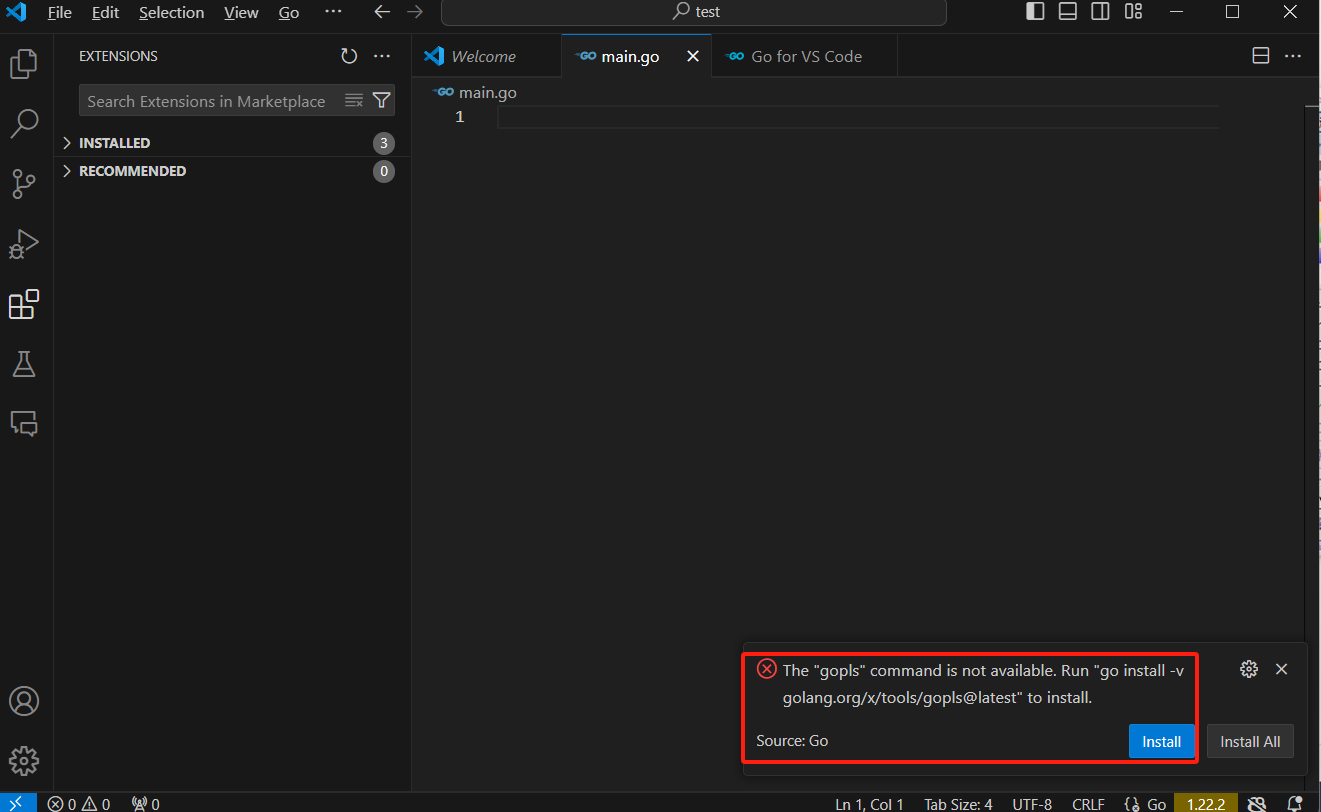 File Edit Selection View Go ··· test
EXTENSIONS
Welcome main.go Go for VS Code
Search Extensions in Marketplace
GO main.go
1
INSTALLED 3
RECOMMENDED 0
The "gopls" command is not available. Run "go install -v
golang.org/x/tools/gopls@latest" to install.
Source: Go Install Install All
0 0 0 Ln 1, Col 1 Tab Size: 4 UTF-8 CRLF {} Go 1.22.2